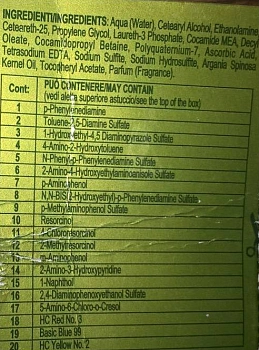 INGREDIENTI/INGREDIENTS: Aqua (Water), Cetearyl Alcohol, Ethanolamine,
Ceteareth-25, Propylene Glycol, Laureth-3 Phosphate, Cocamide MEA, Decyl
Oleate, Cocamidopropyl Betaine, Polyquaternium-7, Ascorbic Acid,
Tetrasodium EDTA, Sodium Sulfite, Sodium Hydrosulfite, Argania Spinosa
Kernel Oil, Tocopheryl Acetate, Parfum (Fragrance).
Cont: PUÒ CONTENERE/MAY CONTAIN
(vedi aletta superiore astuccio/see the top of the box)
1 p-Phenylenediamine
2 Toluene-2,5-Diamine Sulfate
3 1-Hydroxyethyl-4,5 Diaminopyrazole Sulfate
4 4-Amino-2-Hydroxytoluene
5 N-Phenyl-p-Phenylenediamine Sulfate
6 2-Amino-4-Hydroxyethylaminoanisole Sulfate
7 p-Aminophenol
8 N,N-BIS(2-Hydroxyethyl)-p-Phenylenediamine Sulfate
9 p-Methylaminophenol Sulfate
10 Resorcinol
11 4-Chlororesorcinol
12 2-Methylresorcinol
13 m-Aminophenol
14 2-Amino-3-Hydroxypyridine
15 1-Naphthol
16 2,4-Diaminophenoxyethanol Sulfate
17 5-Amino-6-Chloro-o-Cresol
18 HC Red No. 3
19 Basic Blue 99
20 HC Yellow No. 2